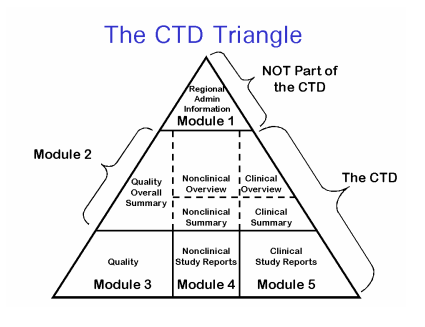 The CTD Triangle
NOT Part of
the CTD
Regional
Admin
Information
Module 1
Module 2
The CTD
Quality
Overall
Summary
Nonclinical
Overview
Clinical
Overview
Nonclinical
Summary
Clinical
Summary
Quality
Module 3
Nonclinical
Study Reports
Module 4
Clinical
Study Reports
Module 5